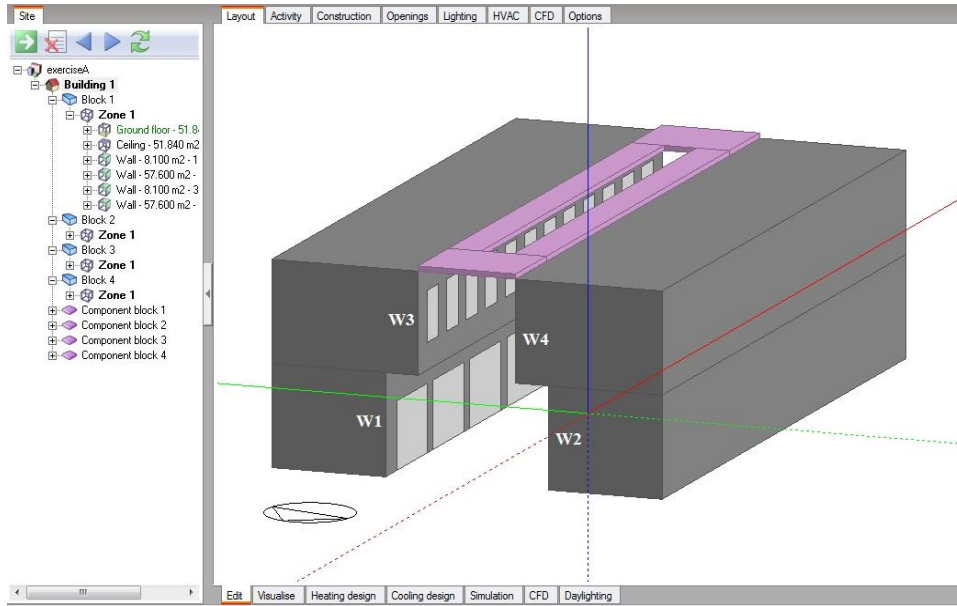 Site
Layout Activity Construction Openings Lighting HVAC CFD Options
exerciseA
Building 1
Block 1
Zone 1
Ground floor - 51.8
Ceiling - 51.840 m2
Wall - 8.100 m2 - 1
Wall - 57.600 m2 -
Wall - 8.100 m2 - 3
Wall - 57.600 m2 -
Block 2
Zone 1
Block 3
Zone 1
Block 4
Zone 1
Component block 1
Component block 2
Component block 3
Component block 4
W3
W4
W1
W2
Edit Visualise Heating design Cooling design Simulation CFD Daylighting